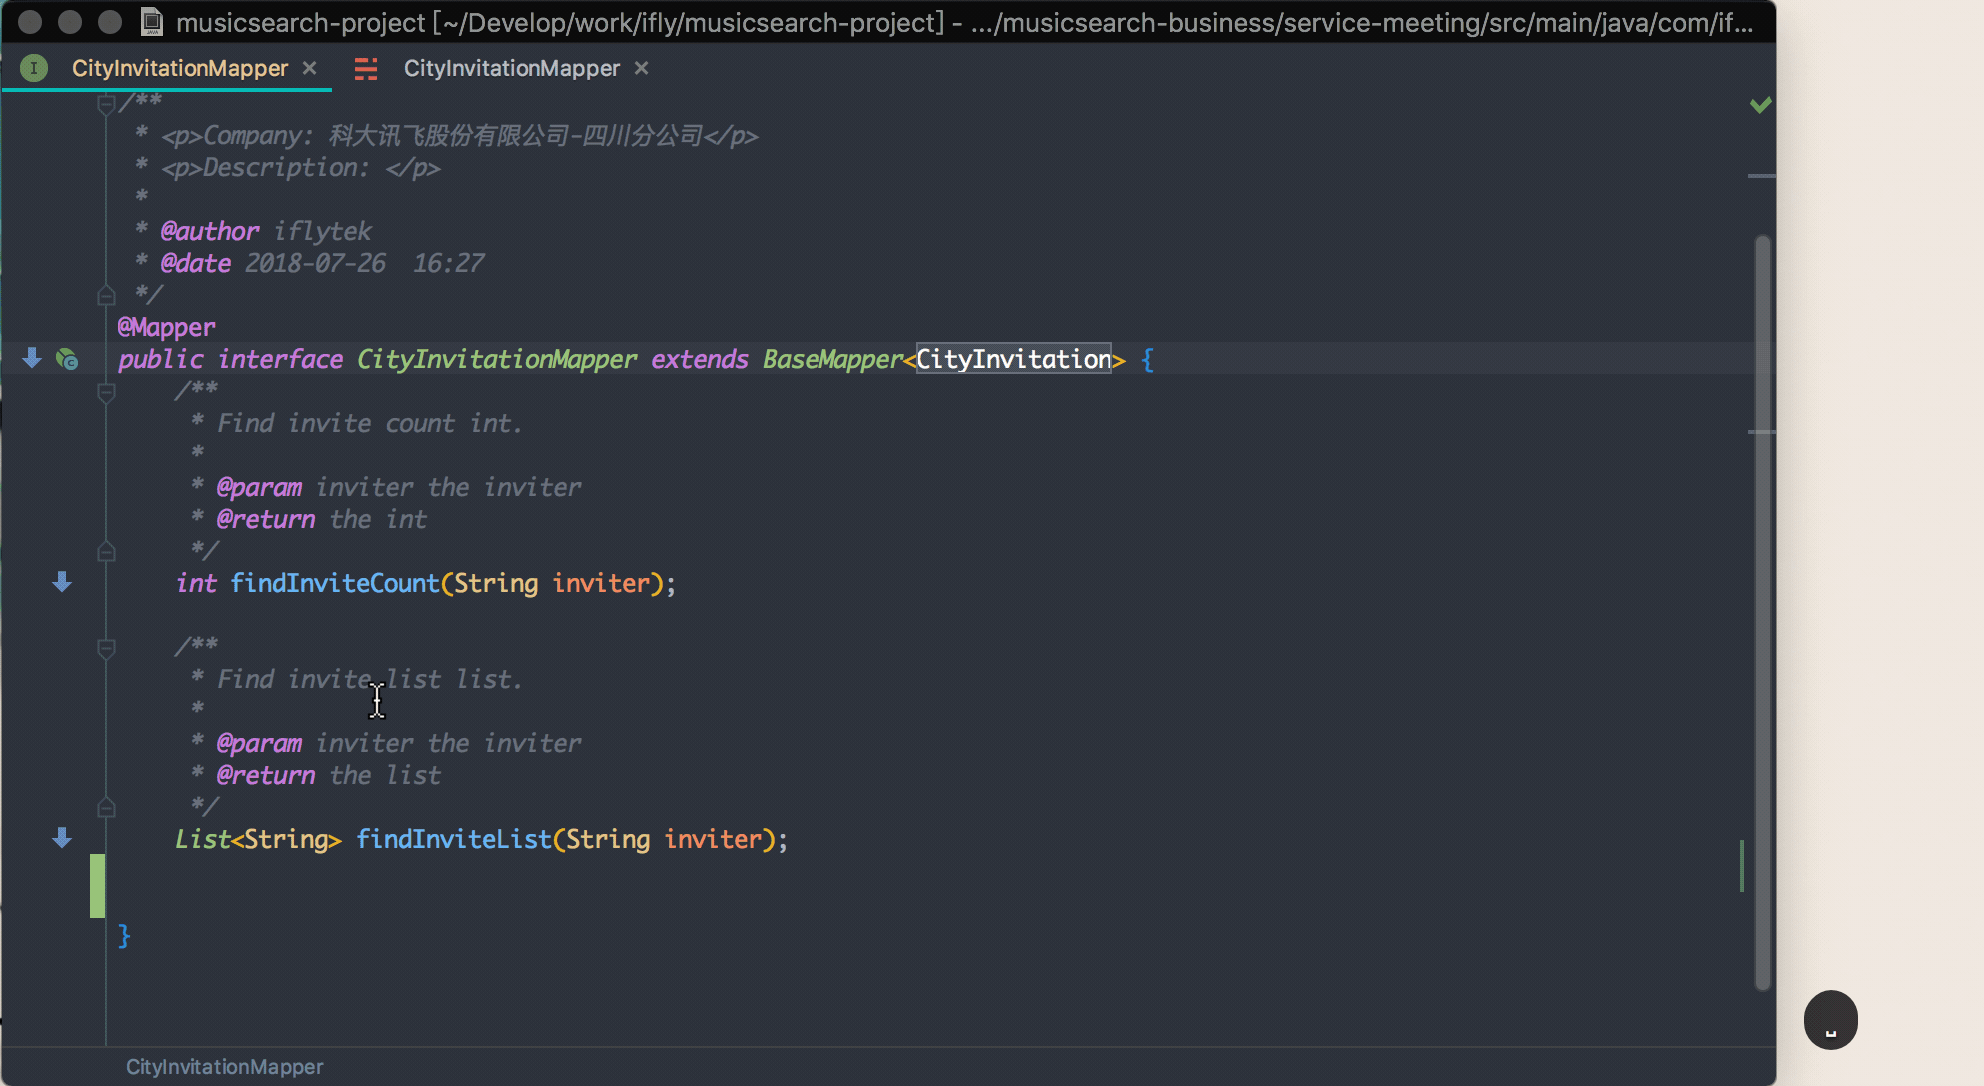 musicsearch-project [~/Develop/work/ifly/musicsearch-project] - .../musicsearch-business/service-meeting/src/main/java/com/if...
CityInvitationMapper × CityInvitationMapper ×
/**
* <p>Company: 科大讯飞股份有限公司-四川分公司</p>
* <p>Description: </p>
*
* @author iflytek
* @date 2018-07-26  16:27
*/
@Mapper
public interface CityInvitationMapper extends BaseMapper<CityInvitation> {
/**
* Find invite count int.
*
* @param inviter the inviter
* @return the int
*/
int findInviteCount(String inviter);
/**
* Find invite list list.
*
* @param inviter the inviter
* @return the list
*/
List<String> findInviteList(String inviter);
}
CityInvitationMapper